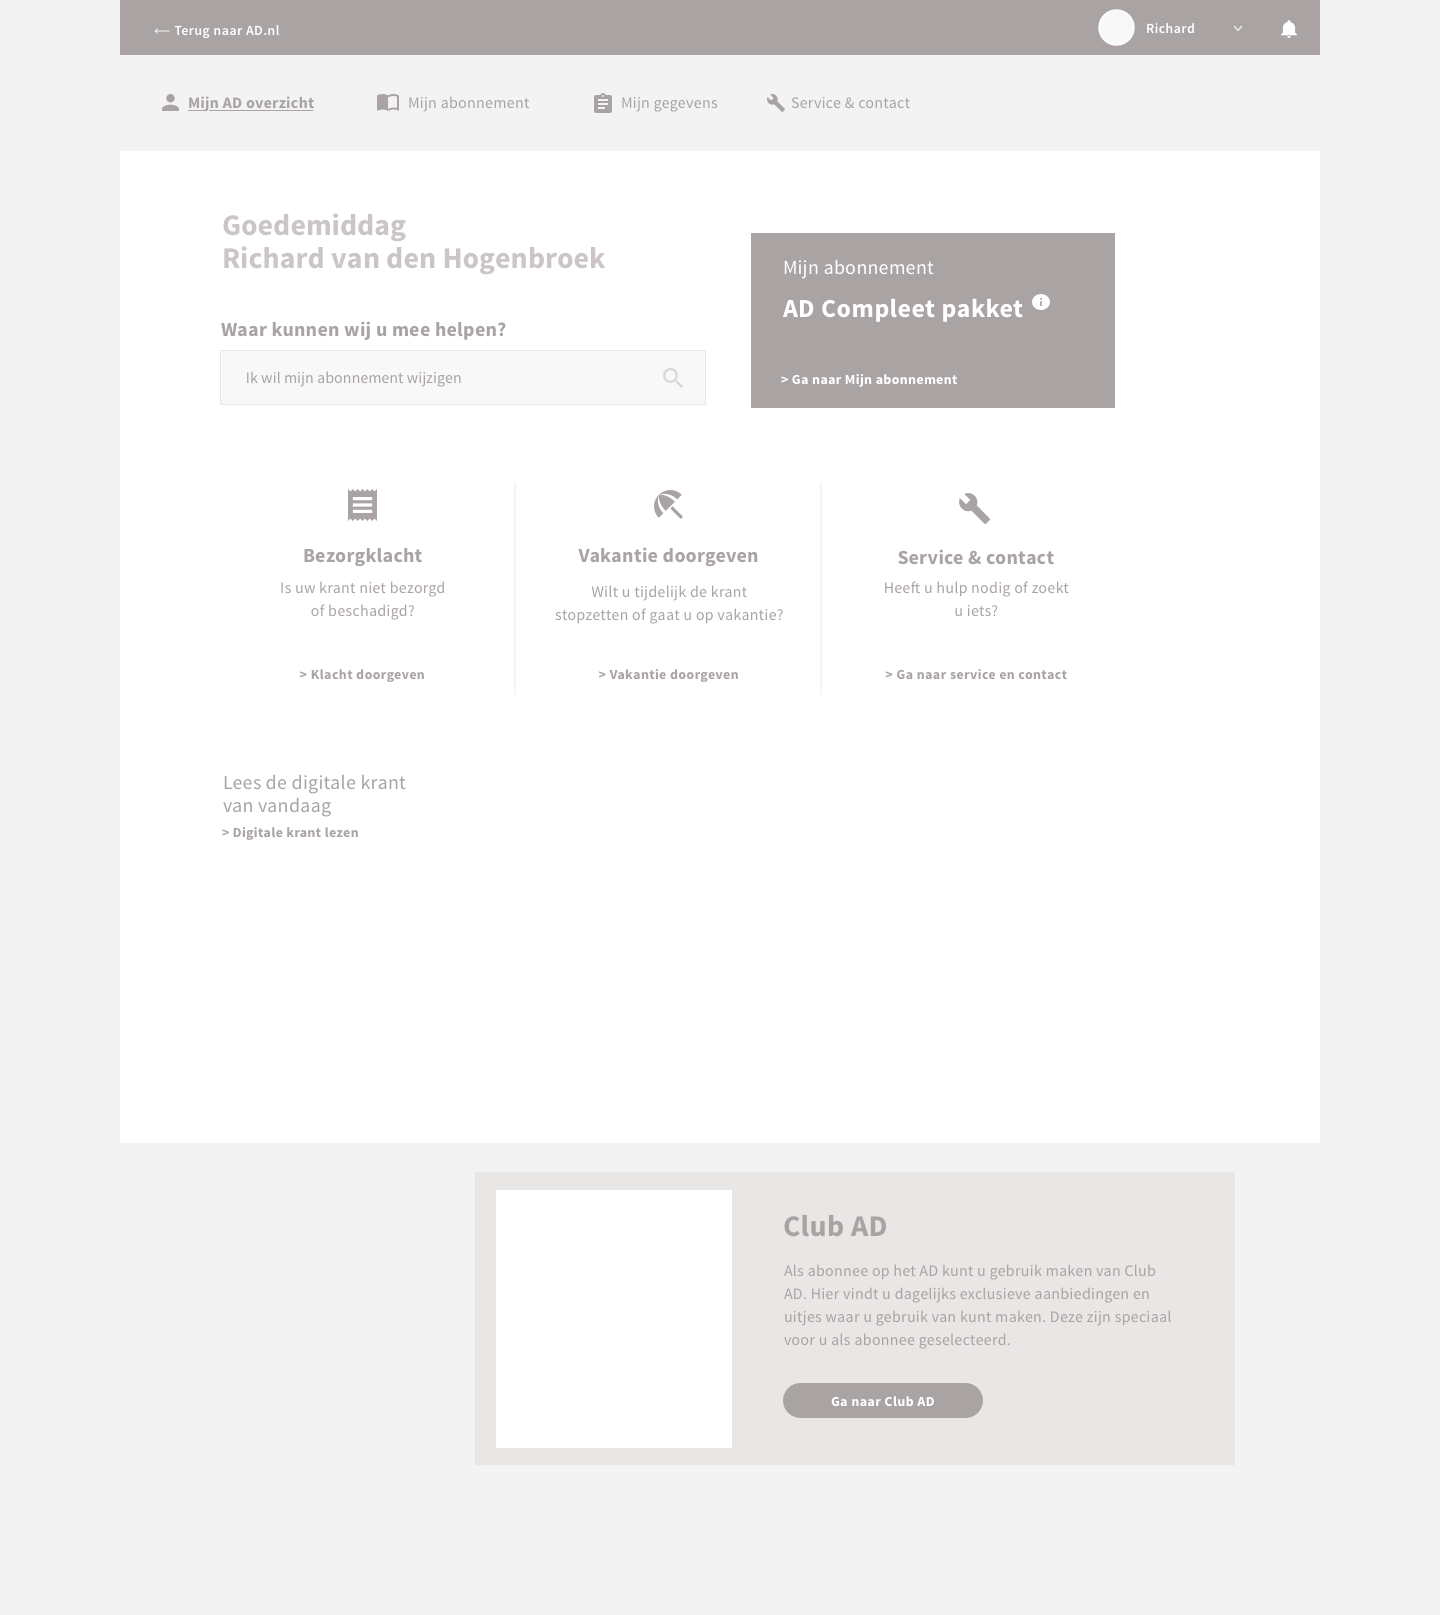 ← Terug naar AD.nl
Richard
Mijn AD overzicht
Mijn abonnement
Mijn gegevens
Service & contact
Goedemiddag
Richard van den Hogenbroek
Waar kunnen wij u mee helpen?
Ik wil mijn abonnement wijzigen
Mijn abonnement
AD Compleet pakket
> Ga naar Mijn abonnement
Bezorgklacht
Is uw krant niet bezorgd
of beschadigd?
> Klacht doorgeven
Vakantie doorgeven
Wilt u tijdelijk de krant
stopzetten of gaat u op vakantie?
> Vakantie doorgeven
Service & contact
Heeft u hulp nodig of zoekt
u iets?
> Ga naar service en contact
Lees de digitale krant
van vandaag
> Digitale krant lezen
Club AD
Als abonnee op het AD kunt u gebruik maken van Club
AD. Hier vindt u dagelijks exclusieve aanbiedingen en
uitjes waar u gebruik van kunt maken. Deze zijn speciaal
voor u als abonnee geselecteerd.
Ga naar Club AD